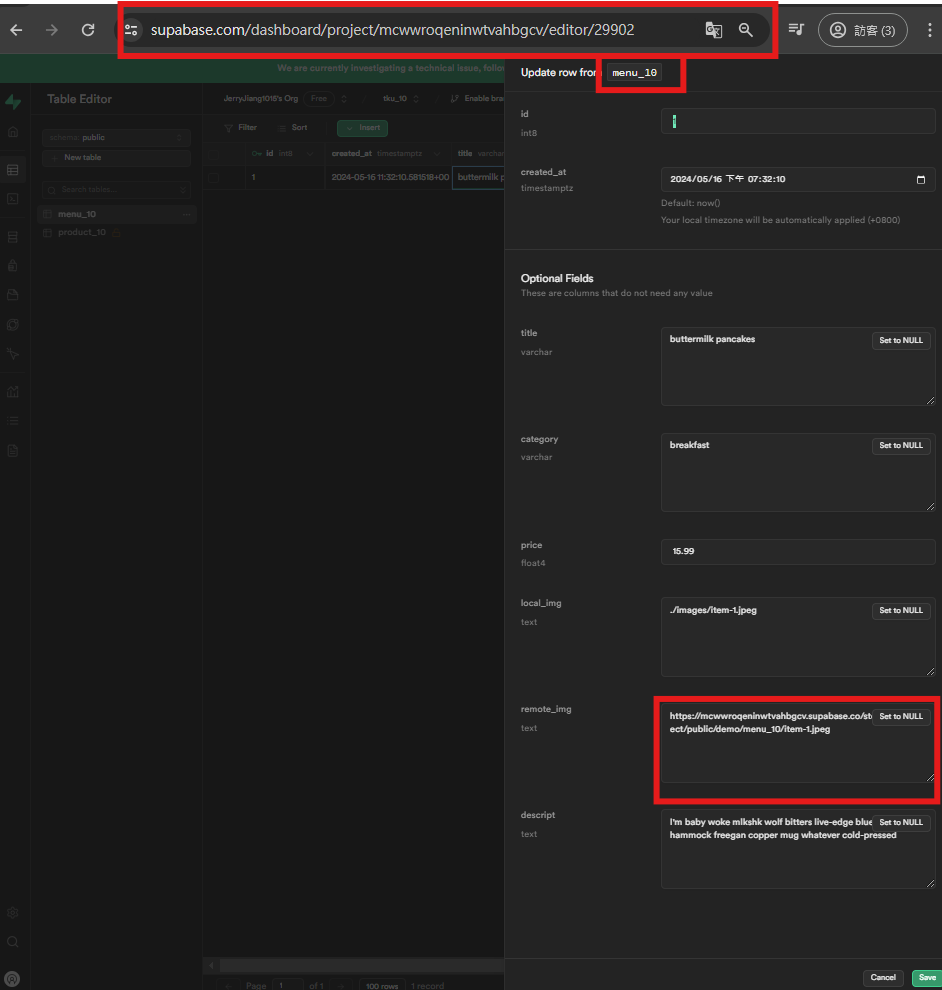 supabase.com/dashboard/project/mcwwroqeninwtvahbgcv/editor/29902
訪客 (3)
We are currently investigating a technical issue, follow
Table Editor
JerryJiang1018's Org Free
tku_10
Enable bra
schema: public
New table
Search tables...
menu_10
product_10
Filter
Sort
Insert
id int8
created_at timestamptz
title varchar
1
2024-05-16 11:32:10.581518+00
buttermilk p
Page 1 of 1
100 rows
1 record
Update row from menu_10
id
int8
1
created_at
timestamptz
2024/05/16 下午 07:32:10
Default: now()
Your local timezone will be automatically applied (+0800)
Optional Fields
These are columns that do not need any value
title
varchar
buttermilk pancakes
Set to NULL
category
varchar
breakfast
Set to NULL
price
float4
15.99
local_img
text
./images/item-1.jpeg
Set to NULL
remote_img
text
https://mcwwroqeninwtvahbgcv.supabase.co/st
Set to NULL
ect/public/demo/menu_10/item-1.jpeg
descript
text
I'm baby woke mlkshk wolf bitters live-edge blue
Set to NULL
hammock freegan copper mug whatever cold-pressed
Cancel
Save